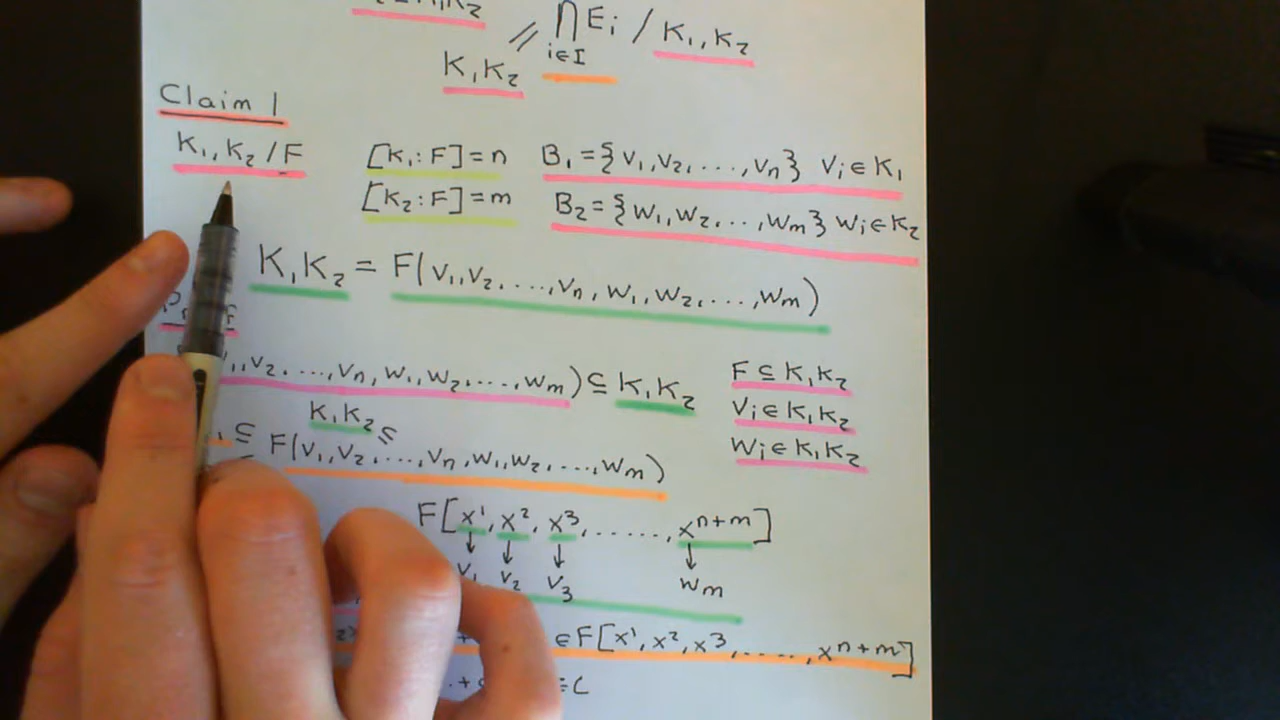 ∩ Eᵢ / K₁,K₂
i∈I
K₁K₂
Claim 1
K₁,K₂/F [K₁:F]=n B₁={v₁,v₂,...,vₙ} vᵢ∈K₁
[K₂:F]=m B₂={w₁,w₂,...,wₘ} wᵢ∈K₂
K₁K₂ = F(v₁,v₂,...,vₙ,w₁,w₂,...,wₘ)
v₂,...,vₙ,w₁,w₂,...,wₘ)⊆K₁K₂ F⊆K₁K₂
vᵢ∈K₁K₂
wᵢ∈K₁K₂
K₁K₂⊆
⊆ F(v₁,v₂,...,vₙ,w₁,w₂,...,wₘ)
F[x¹,x²,x³,......,xⁿ⁺ᵐ]
↓ ↓ ↓ ↓
v₁ v₂ v₃ wₘ
∈F[x¹,x²,x³,.....,xⁿ⁺ᵐ]